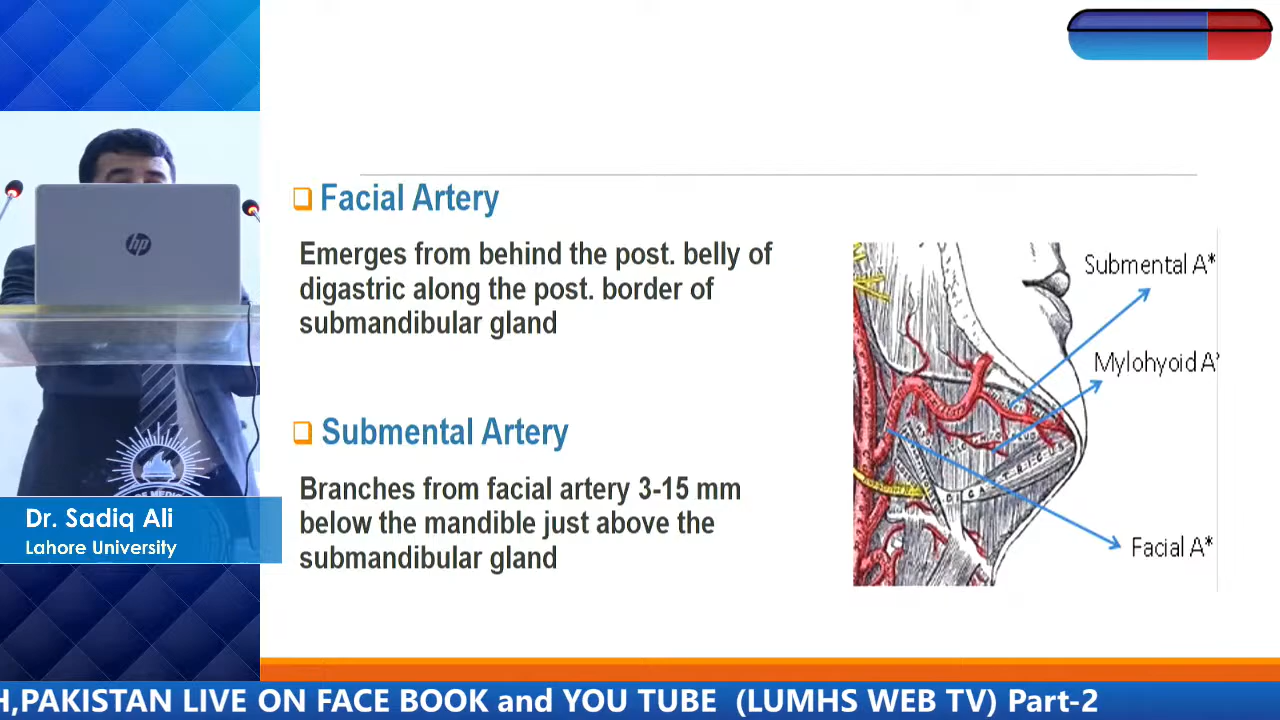 Facial Artery
Emerges from behind the post. belly of
digastric along the post. border of
submandibular gland
Submental Artery
Branches from facial artery 3-15 mm
below the mandible just above the
submandibular gland
Submental A*
Mylohyoid A'
Facial A*
hp
Dr. Sadiq Ali
Lahore University
H,PAKISTAN LIVE ON FACE BOOK and YOU TUBE (LUMHS WEB TV) Part-2